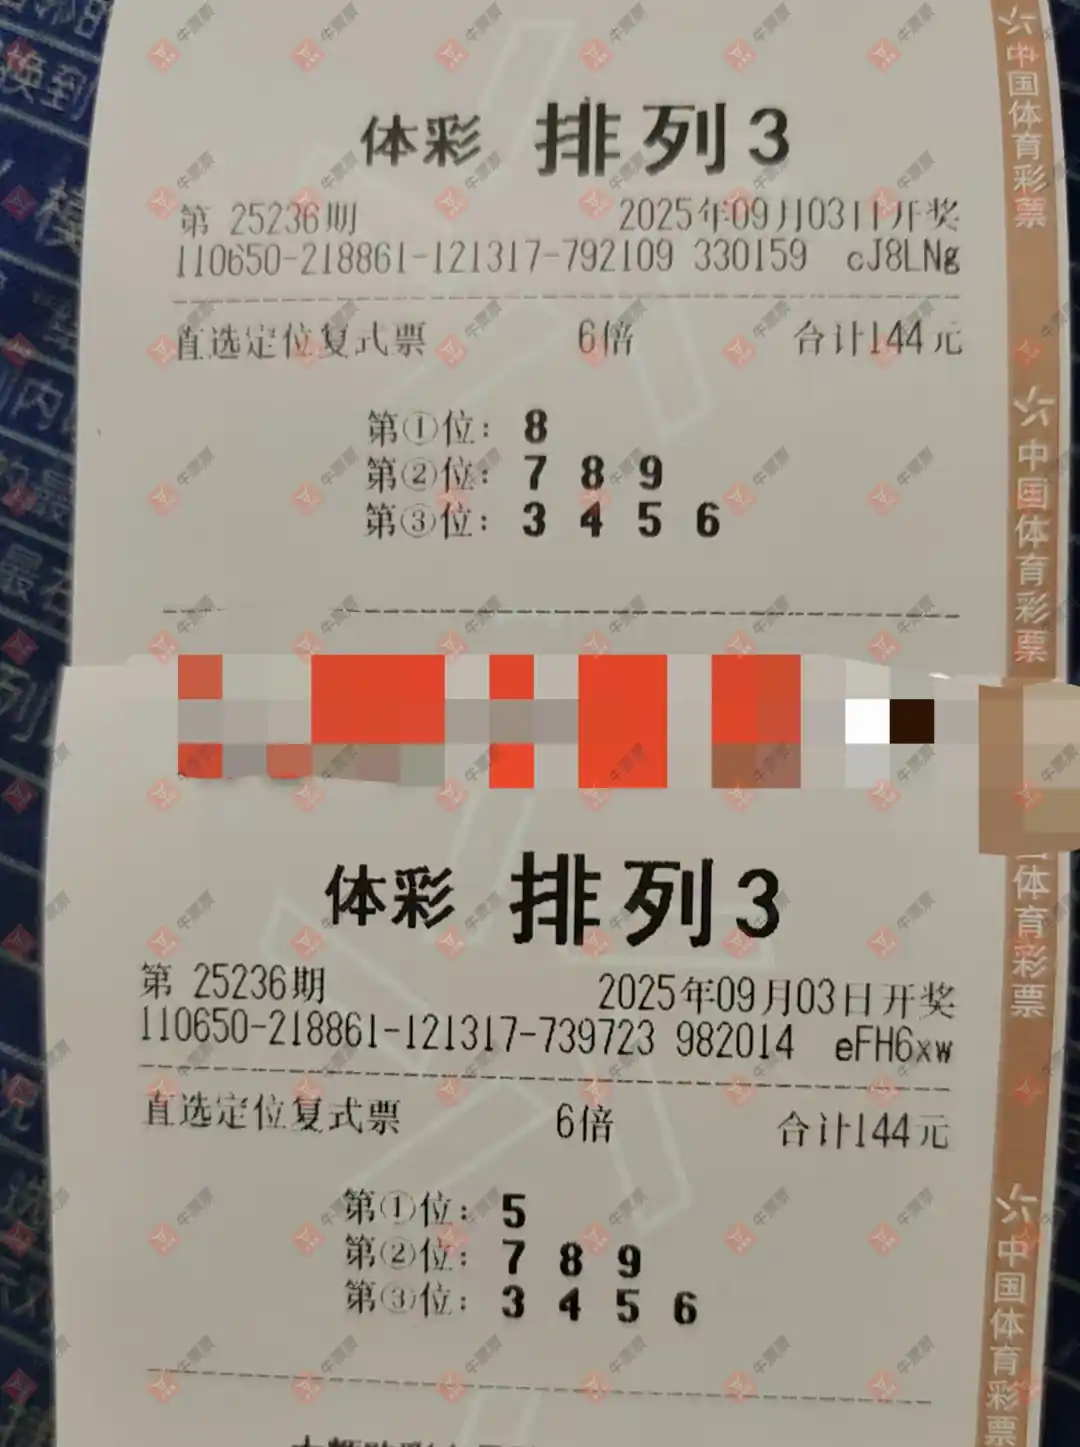 体彩 排列3
第 25236期 2025年09月03日开奖
110650-218861-121317-792109 330159 cJ8LNg
直选定位复式票 6倍 合计144元
第①位: 8
第②位: 7 8 9
第③位: 3 4 5 6
中国体育彩票
中国体育彩票
体彩 排列3
第 25236期 2025年09月03日开奖
110650-218861-121317-739723 982014 eFH6xw
直选定位复式票 6倍 合计144元
第①位: 5
第②位: 7 8 9
第③位: 3 4 5 6
体育彩票
中国体育彩票
牛票票